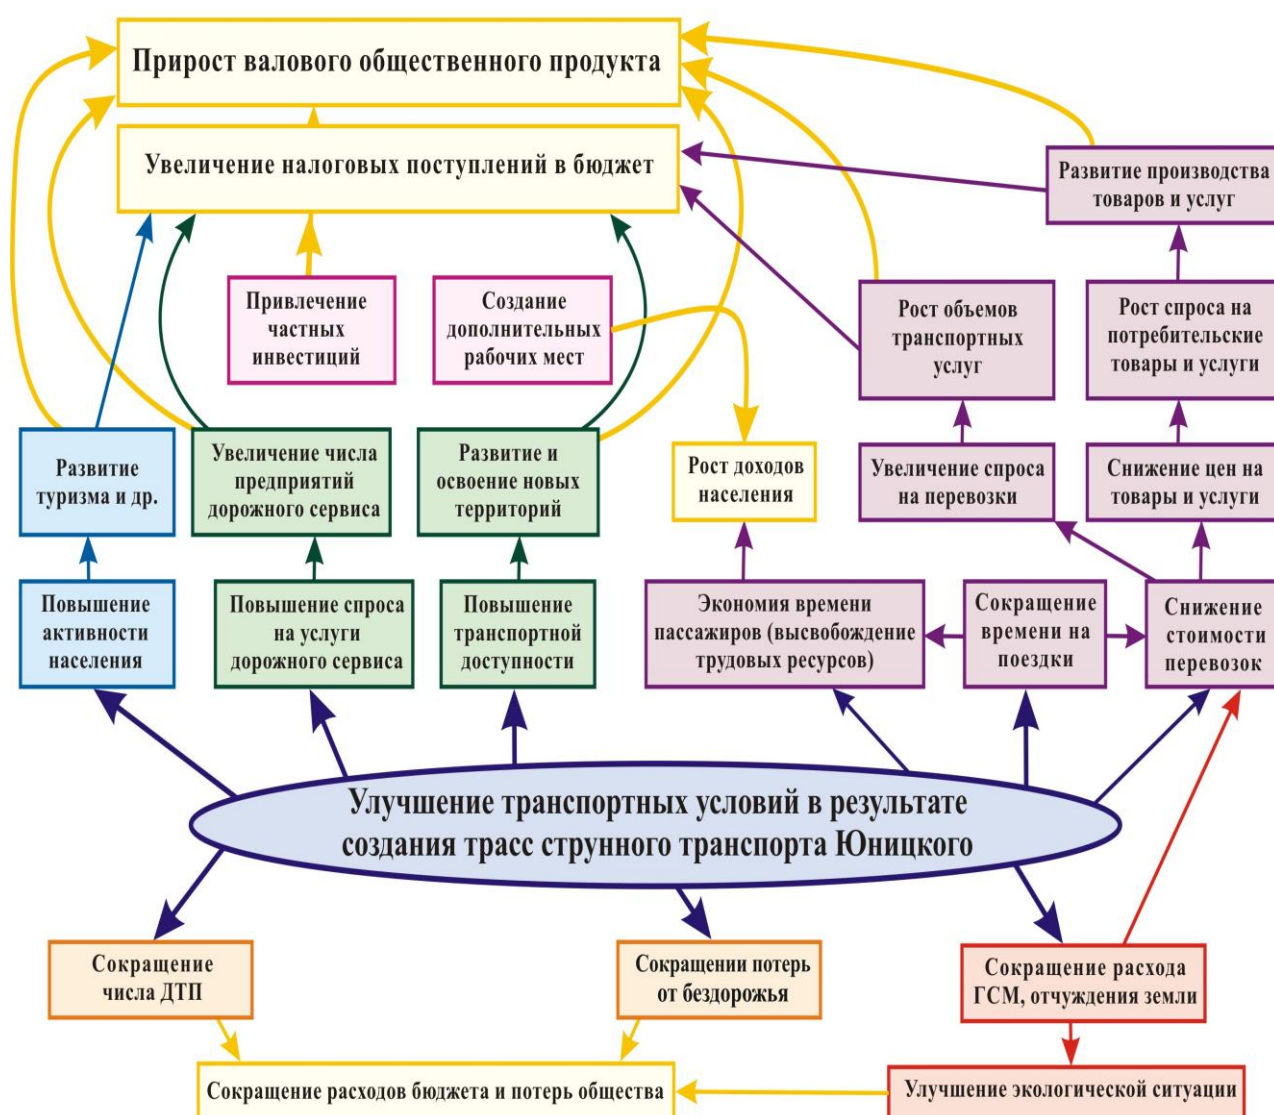 Прирост валового общественного продукта
Увеличение налоговых поступлений в бюджет
Развитие производства
товаров и услуг
Привлечение
частных
инвестиций
Создание
дополнительных
рабочих мест
Рост объемов
транспортных
услуг
Рост спроса на
потребительские
товары и услуги
Развитие
туризма и др.
Увеличение числа
предприятий
дорожного сервиса
Развитие и
освоение новых
территорий
Рост доходов
населения
Увеличение спроса
на перевозки
Снижение цен на
товары и услуги
Повышение
активности
населения
Повышение спроса
на услуги
дорожного сервиса
Повышение
транспортной
доступности
Экономия времени
пассажиров (высвобождение
трудовых ресурсов)
Сокращение
времени на
поездки
Снижение
стоимости
перевозок
Улучшение транспортных условий в результате
создания трасс струнного транспорта Юницкого
Сокращение
числа ДТП
Сокращении потерь
от бездорожья
Сокращение расхода
ГСМ, отчуждения земли
Сокращение расходов бюджета и потерь общества
Улучшение экологической ситуации